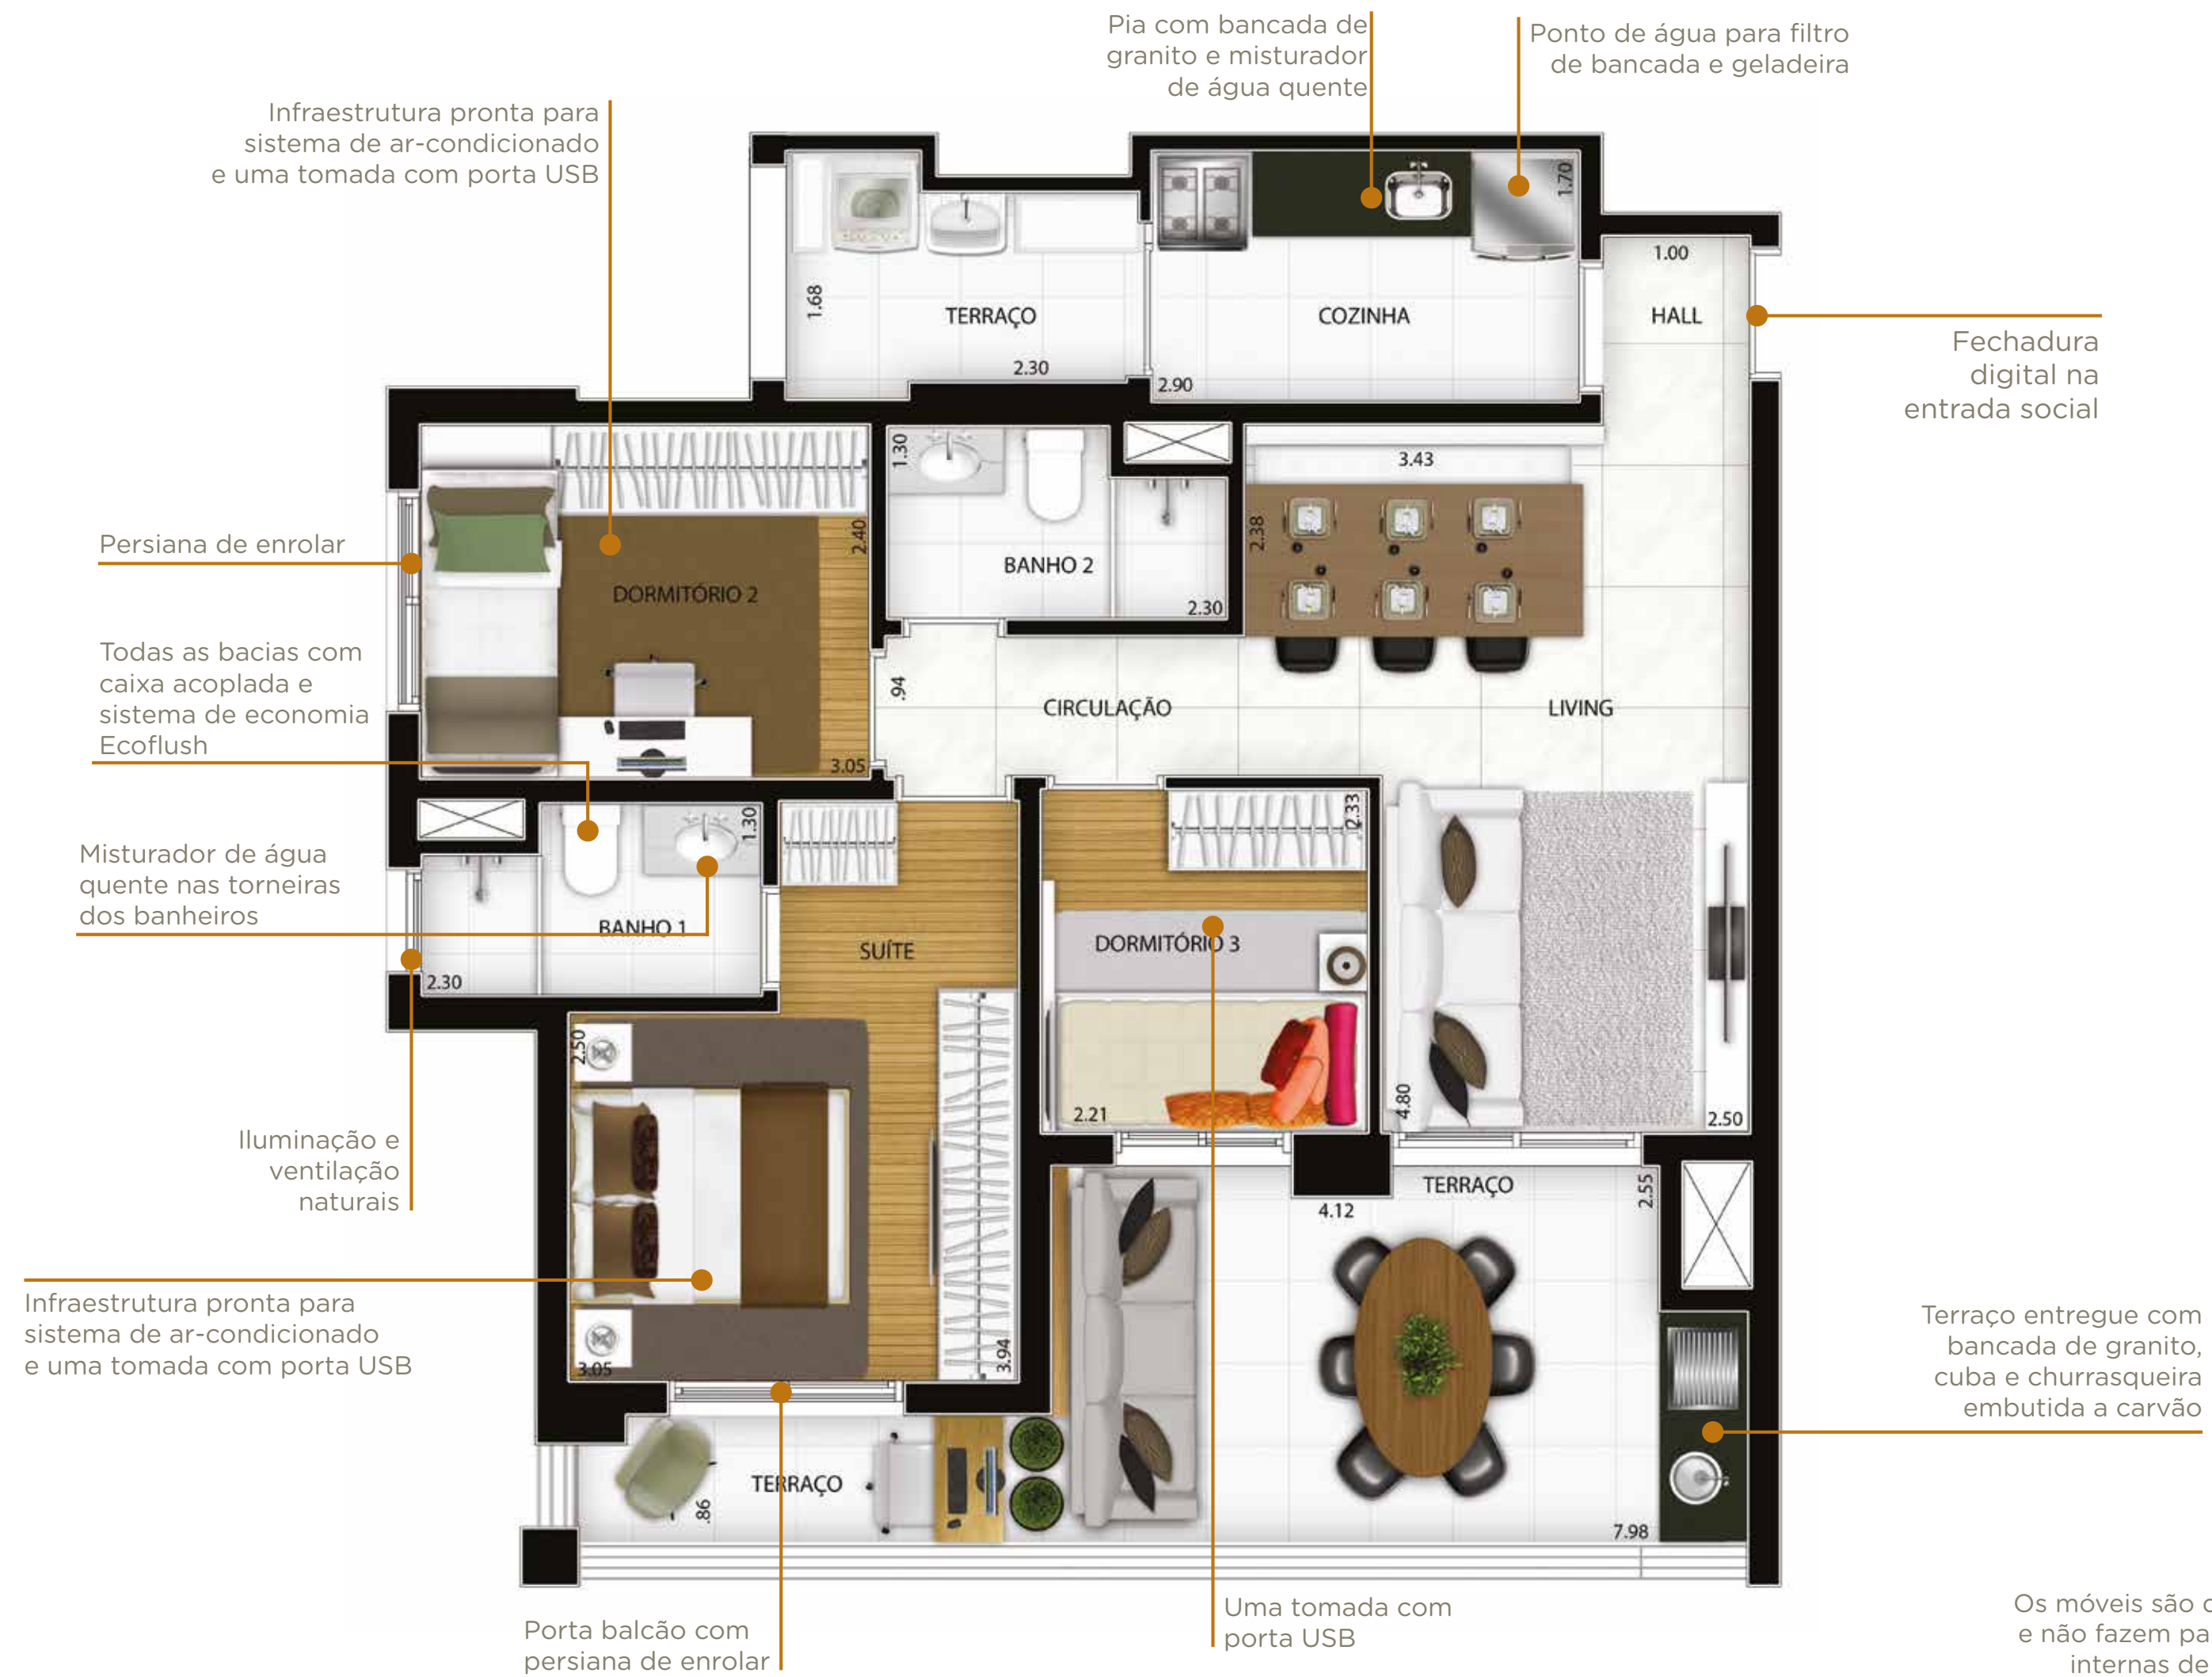 Pia com bancada de
granito e misturador
de água quente
Ponto de água para filtro
de bancada e geladeira
Infraestrutura pronta para
sistema de ar-condicionado
e uma tomada com porta USB
1.70
1.00
1.68
TERRAÇO
COZINHA
HALL
2.30
2.90
Fechadura
digital na
entrada social
1.30
3.43
2.38
2.40
Persiana de enrolar
BANHO 2
DORMITÓRIO 2
2.30
Todas as bacias com
caixa acoplada e
sistema de economia
Ecoflush
.94
CIRCULAÇÃO
LIVING
3.05
1.30
2.33
Misturador de água
quente nas torneiras
dos banheiros
BANHO 1
SUÍTE
DORMITÓRIO 3
2.30
2.50
2.21
4.80
2.50
Iluminação e
ventilação
naturais
TERRAÇO
2.55
4.12
Infraestrutura pronta para
sistema de ar-condicionado
e uma tomada com porta USB
3.05
3.94
Terraço entregue com
bancada de granito,
cuba e churrasqueira
embutida a carvão
TERRAÇO
.86
7.98
Porta balcão com
persiana de enrolar
Uma tomada com
porta USB
Os móveis são
e não fazem
internas de